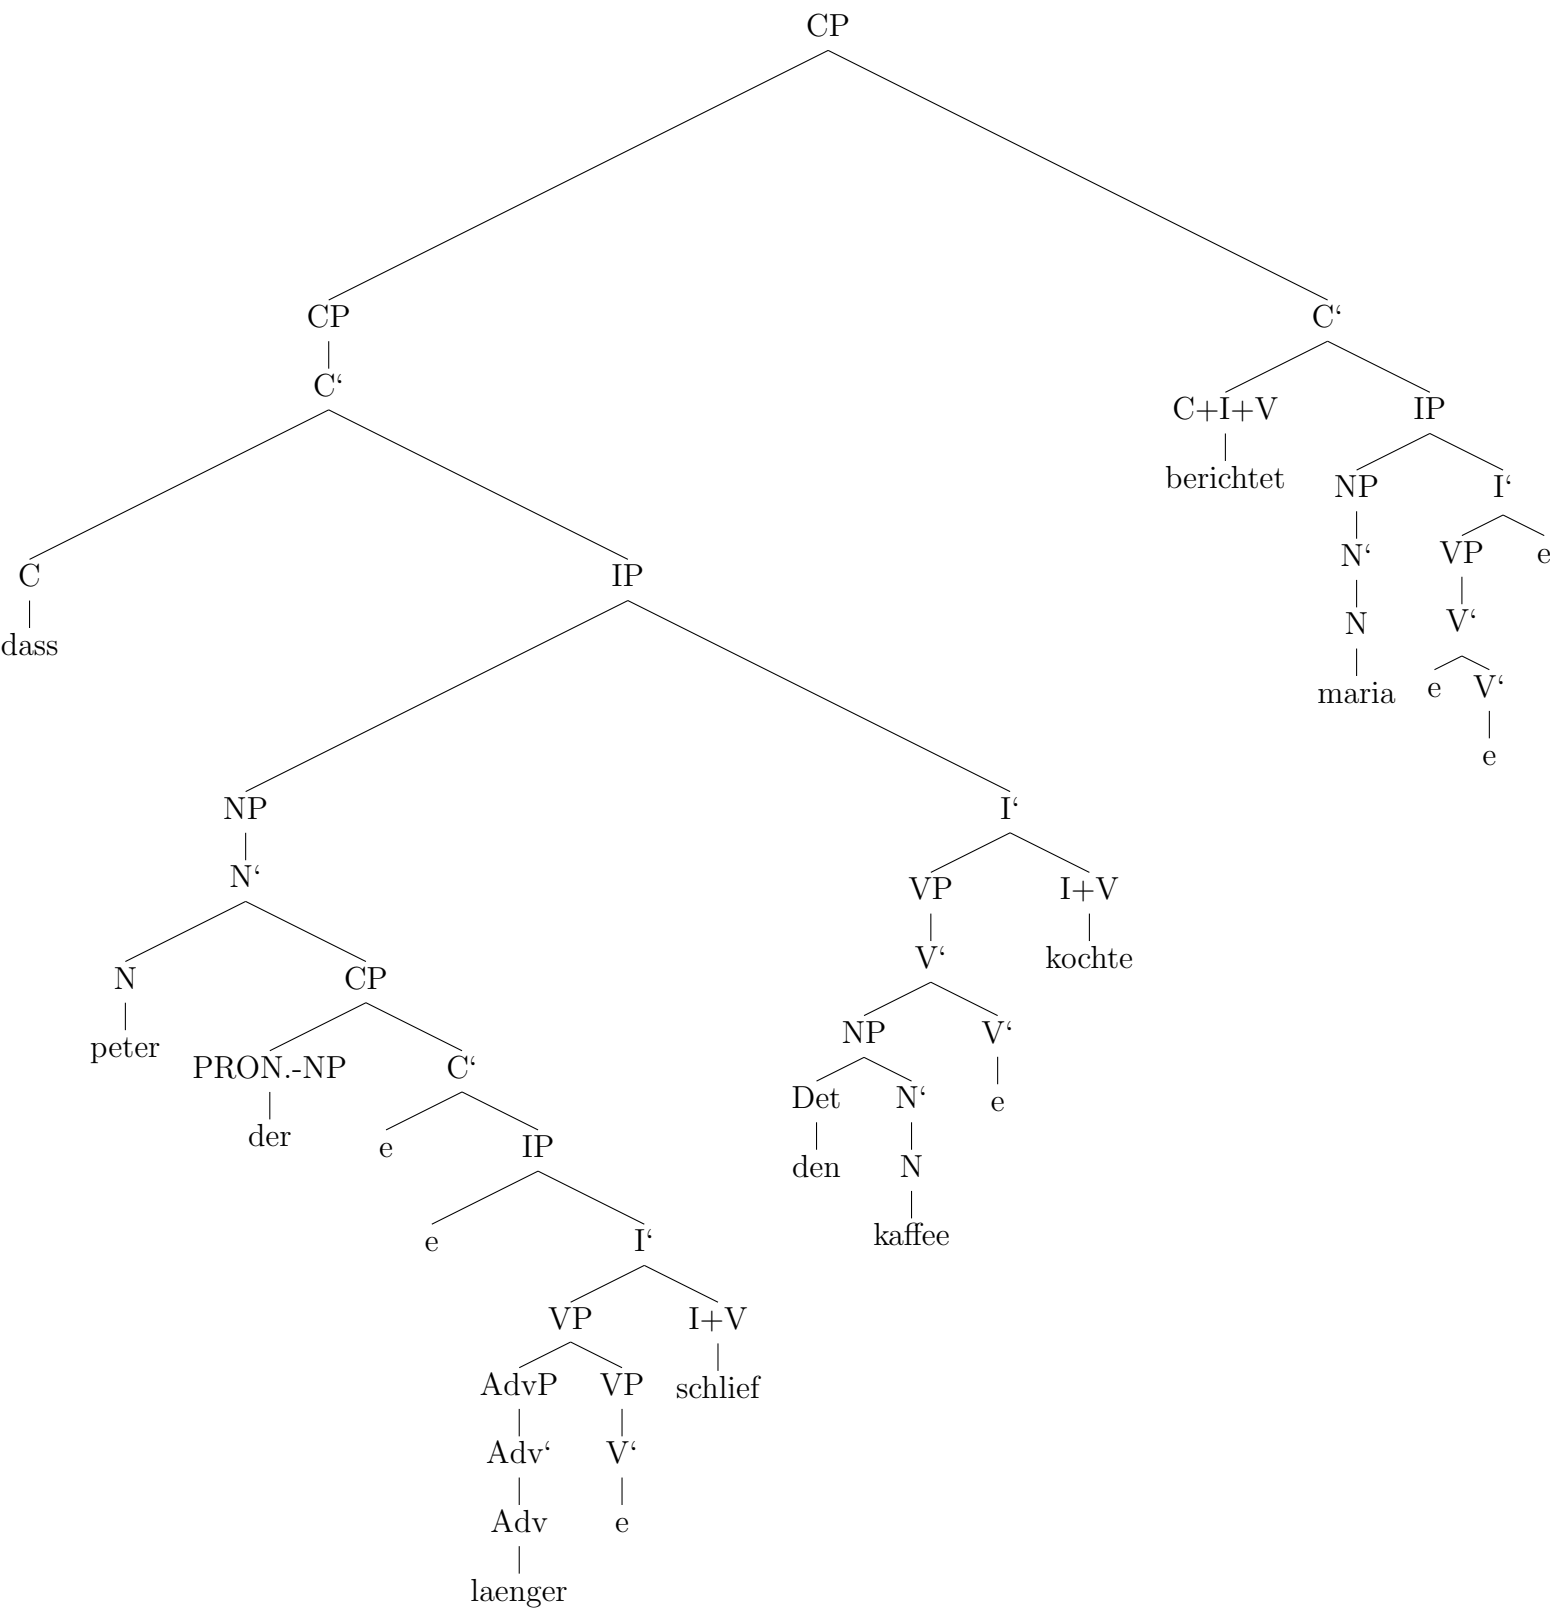 CP
CP C‘
C‘
C+I+V IP
berichtet NP I‘
N‘ VP e
C IP
N V‘
dass
maria e V‘
e
NP I‘
N‘
VP I+V
V‘ kochte
N CP
NP V‘
peter PRON.-NP C‘
Det N‘ e
der e IP
den N
e I‘ kaffee
VP I+V
AdvP VP schlief
Adv‘ V‘
Adv e
laenger